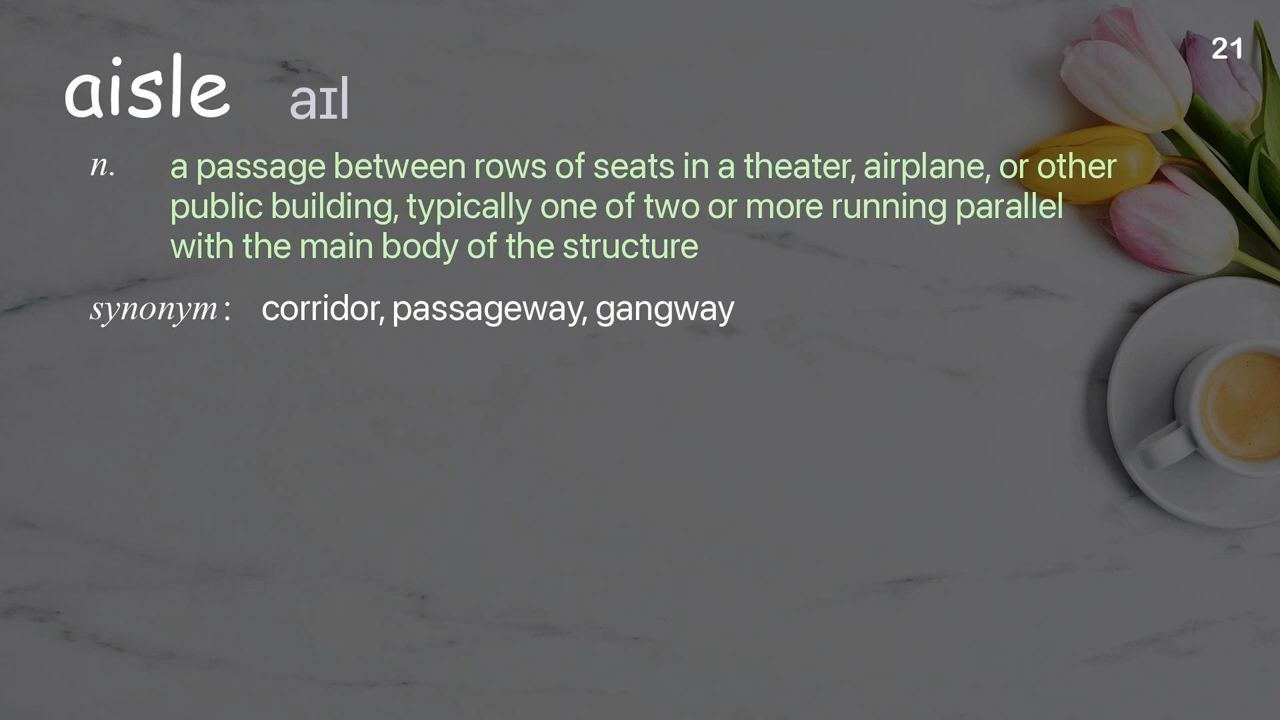 21
aisle aɪl
n. a passage between rows of seats in a theater, airplane, or other
public building, typically one of two or more running parallel
with the main body of the structure
synonym: corridor, passageway, gangway